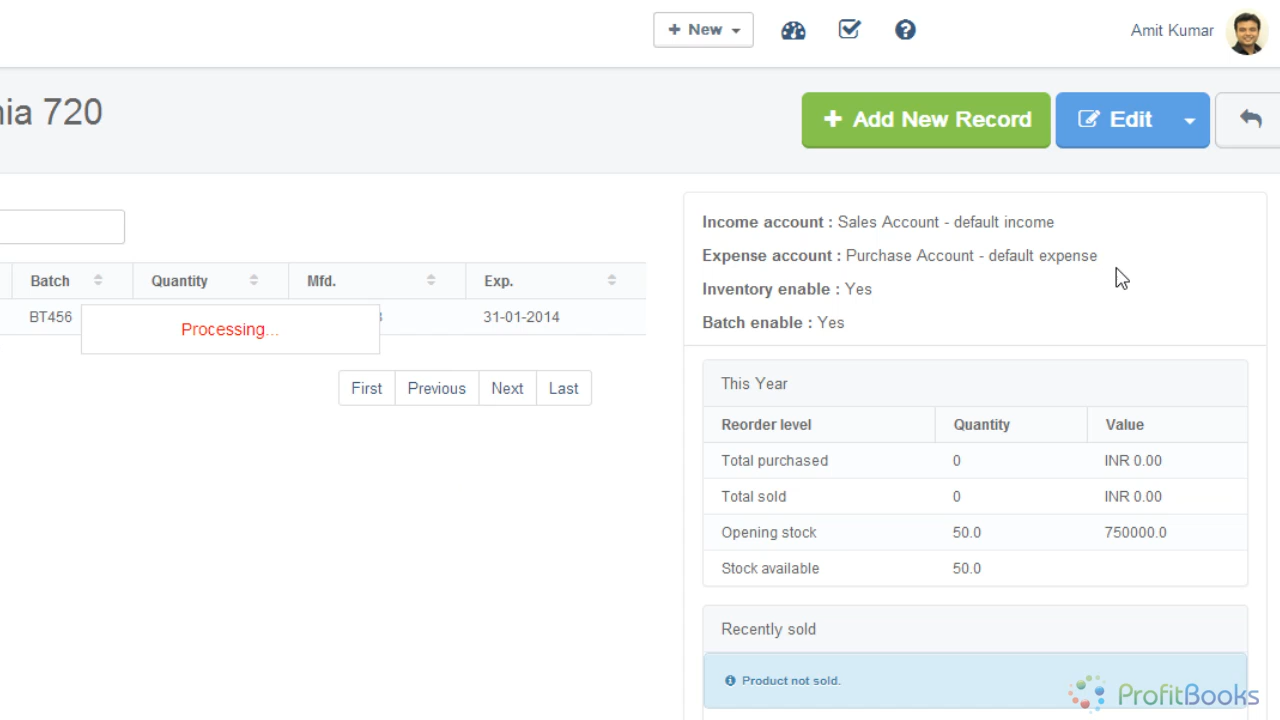 + New
Amit Kumar
nia 720
+ Add New Record
Edit
Batch Quantity Mfd. Exp.
BT456 31-01-2014
Processing...
First Previous Next Last
Income account : Sales Account - default income
Expense account : Purchase Account - default expense
Inventory enable : Yes
Batch enable : Yes
This Year
Reorder level Quantity Value
Total purchased 0 INR 0.00
Total sold 0 INR 0.00
Opening stock 50.0 750000.0
Stock available 50.0
Recently sold
Product not sold.
ProfitBooks